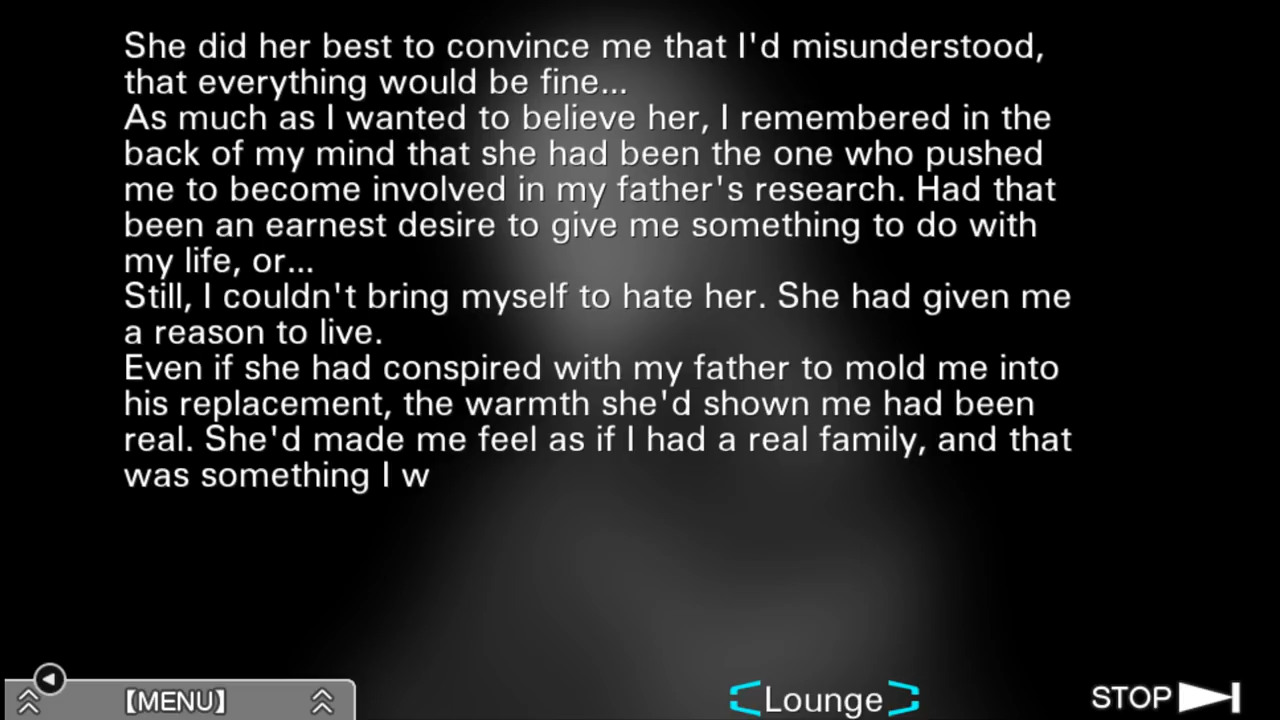 She did her best to convince me that I'd misunderstood,
that everything would be fine...
As much as I wanted to believe her, I remembered in the
back of my mind that she had been the one who pushed
me to become involved in my father's research. Had that
been an earnest desire to give me something to do with
my life, or...
Still, I couldn't bring myself to hate her. She had given me
a reason to live.
Even if she had conspired with my father to mold me into
his replacement, the warmth she'd shown me had been
real. She'd made me feel as if I had a real family, and that
was something I w
【MENU】
Lounge
STOP